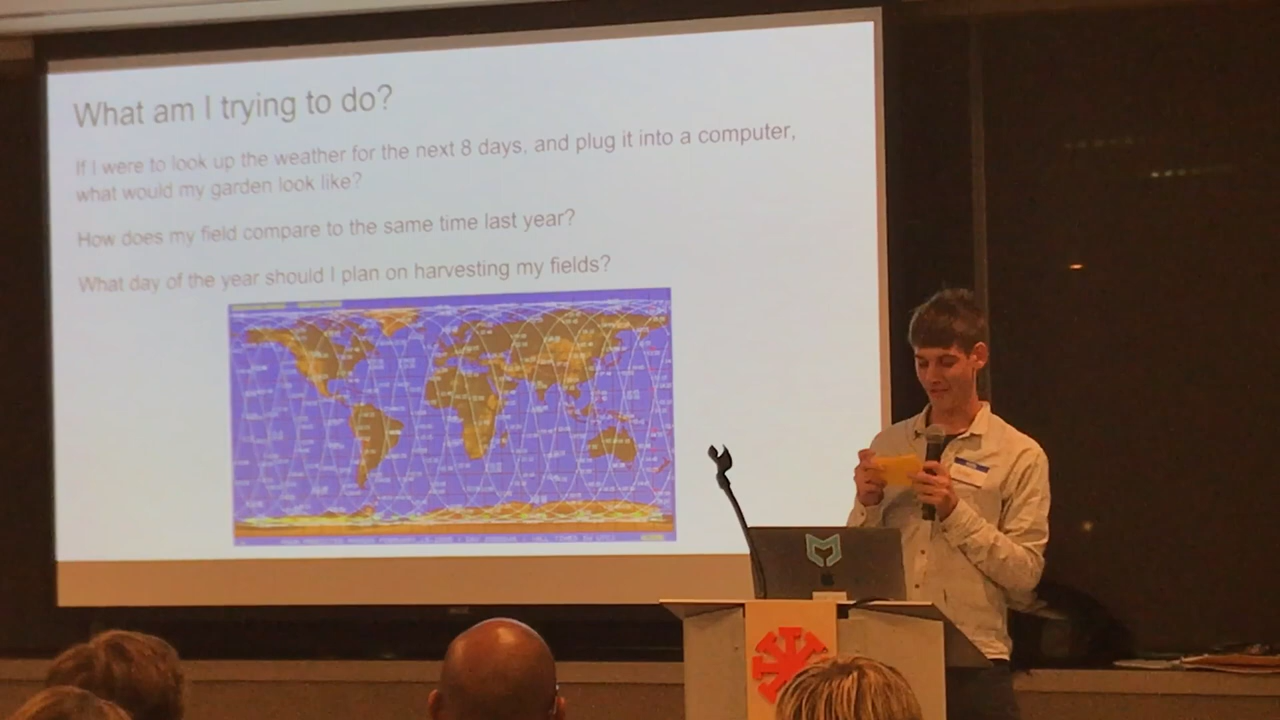 What am I trying to do?
If I were to look up the weather for the next 8 days, and plug it into a computer,
what would my garden look like?
How does my field compare to the same time last year?
What day of the year should I plan on harvesting my fields?